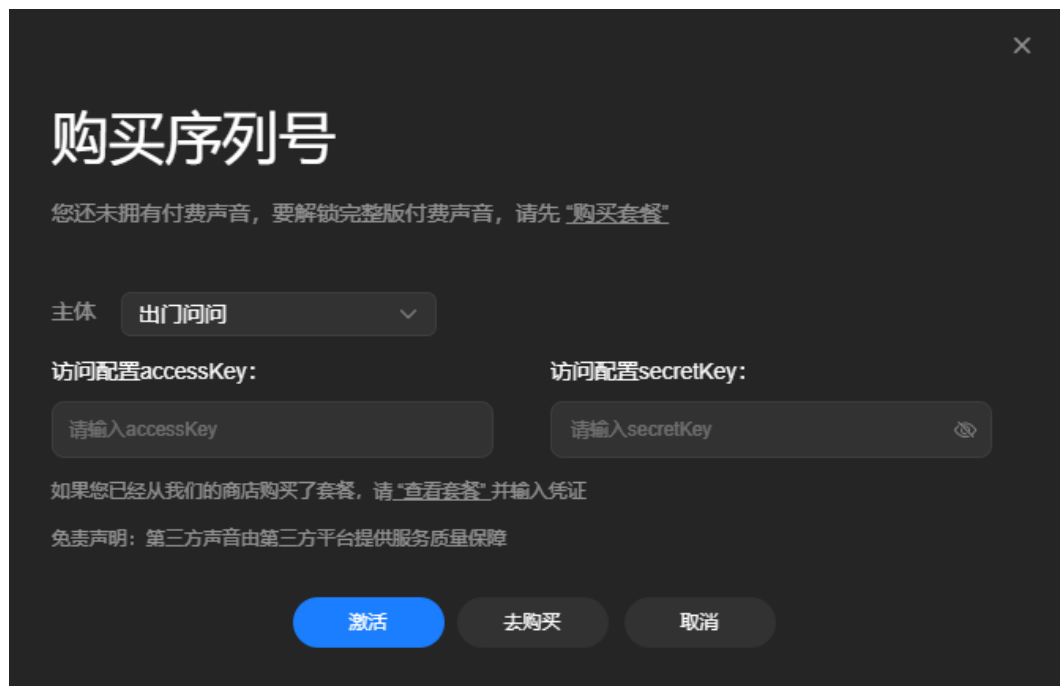 购买序列号
您还未拥有付费声音，要解锁完整版付费声音，请先 “购买套餐”
主体 出门问问
访问配置accessKey： 访问配置secretKey：
请输入accessKey 请输入secretKey
如果您已经从我们的商店购买了套餐，请 “查看套餐” 并输入凭证
免责声明：第三方声音由第三方平台提供服务质量保障
激活 去购买 取消